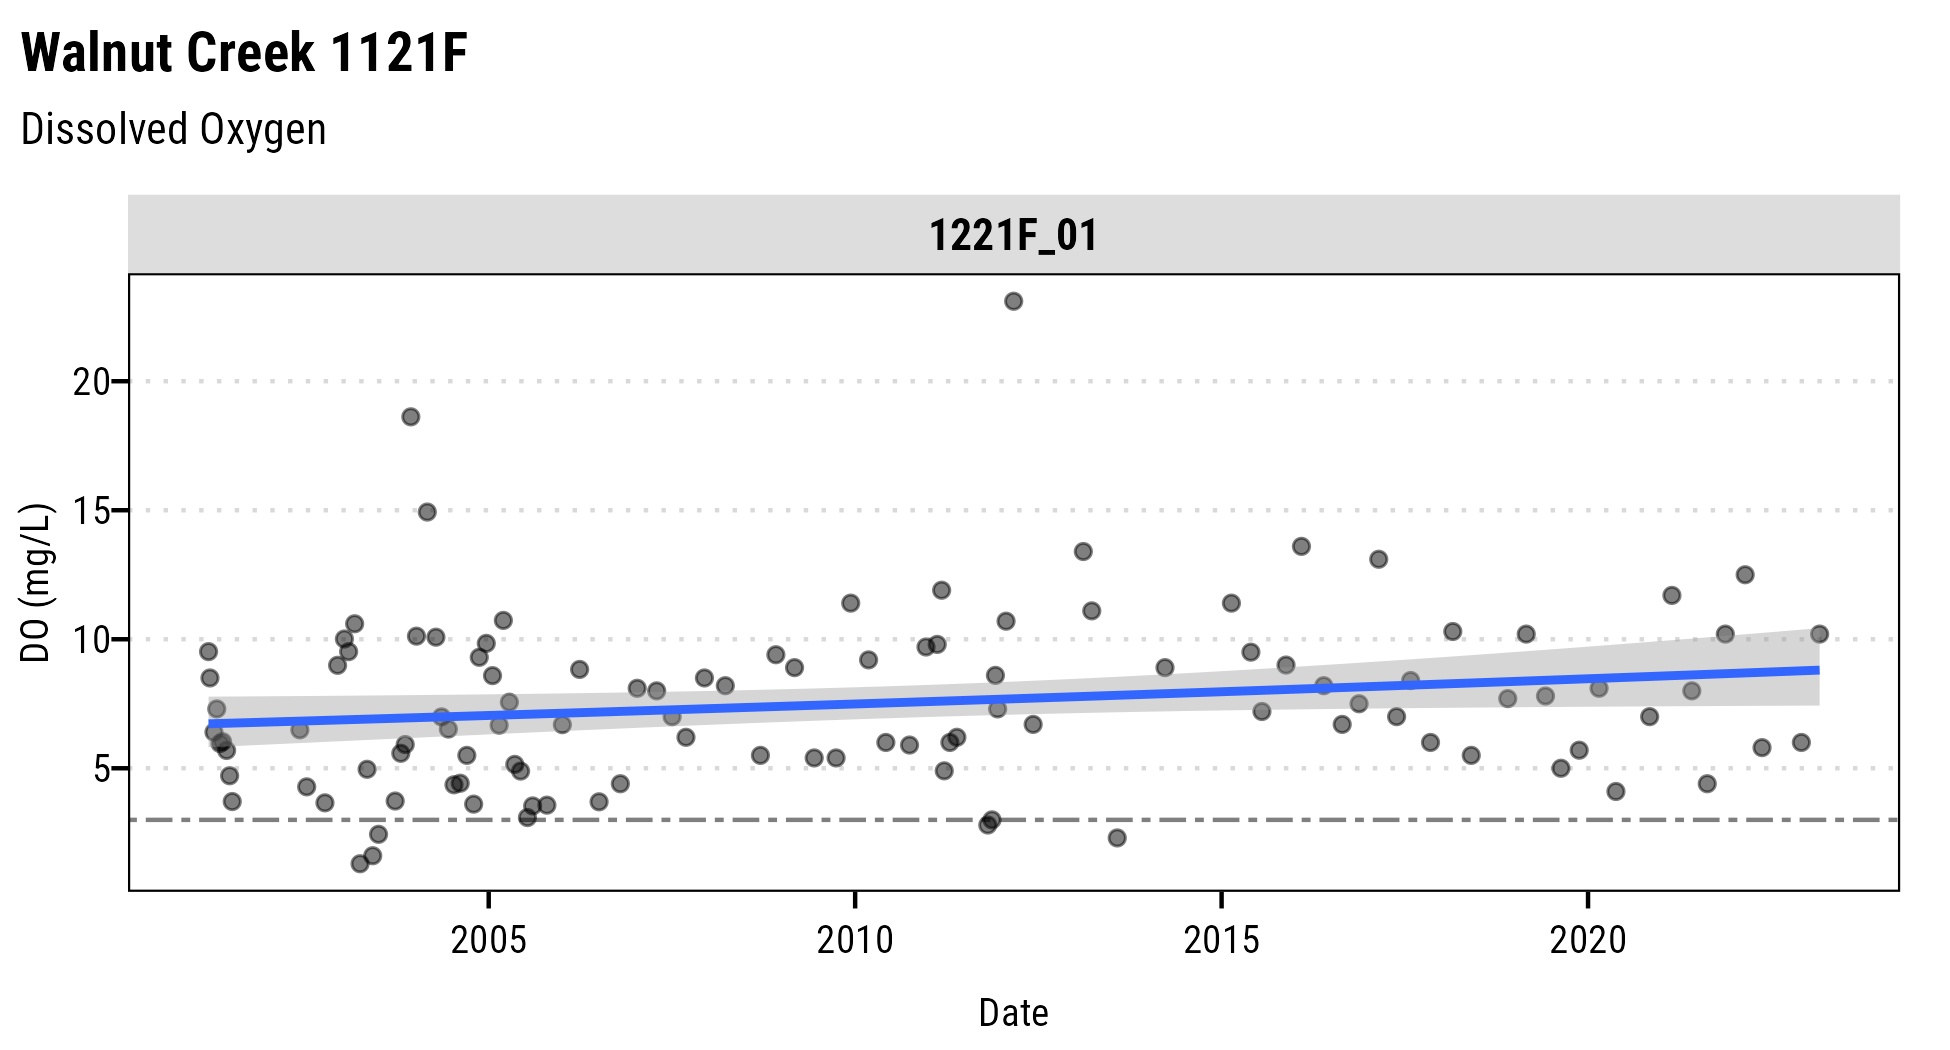 Walnut Creek 1121F
Dissolved Oxygen
1221F_01
20
15
10
5
DO (mg/L)
2005 2010 2015 2020
Date